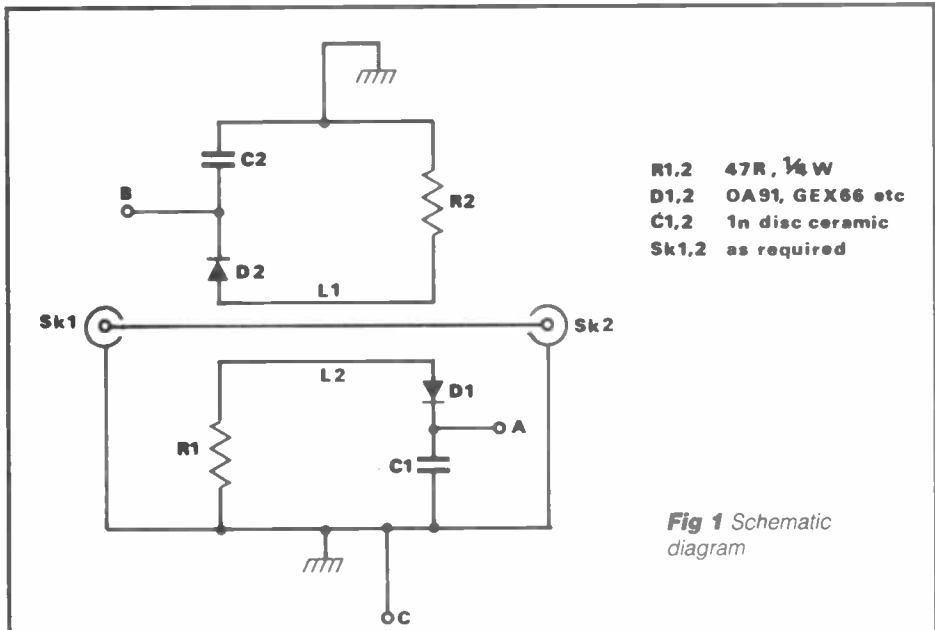 C2
B
R2
D2
L1
Sk1
Sk2
L2
D1
A
R1
C1
C
R1,2 47R, ¼W
D1,2 OA91, GEX66 etc
C1,2 1n disc ceramic
Sk1,2 as required
Fig 1 Schematic
diagram